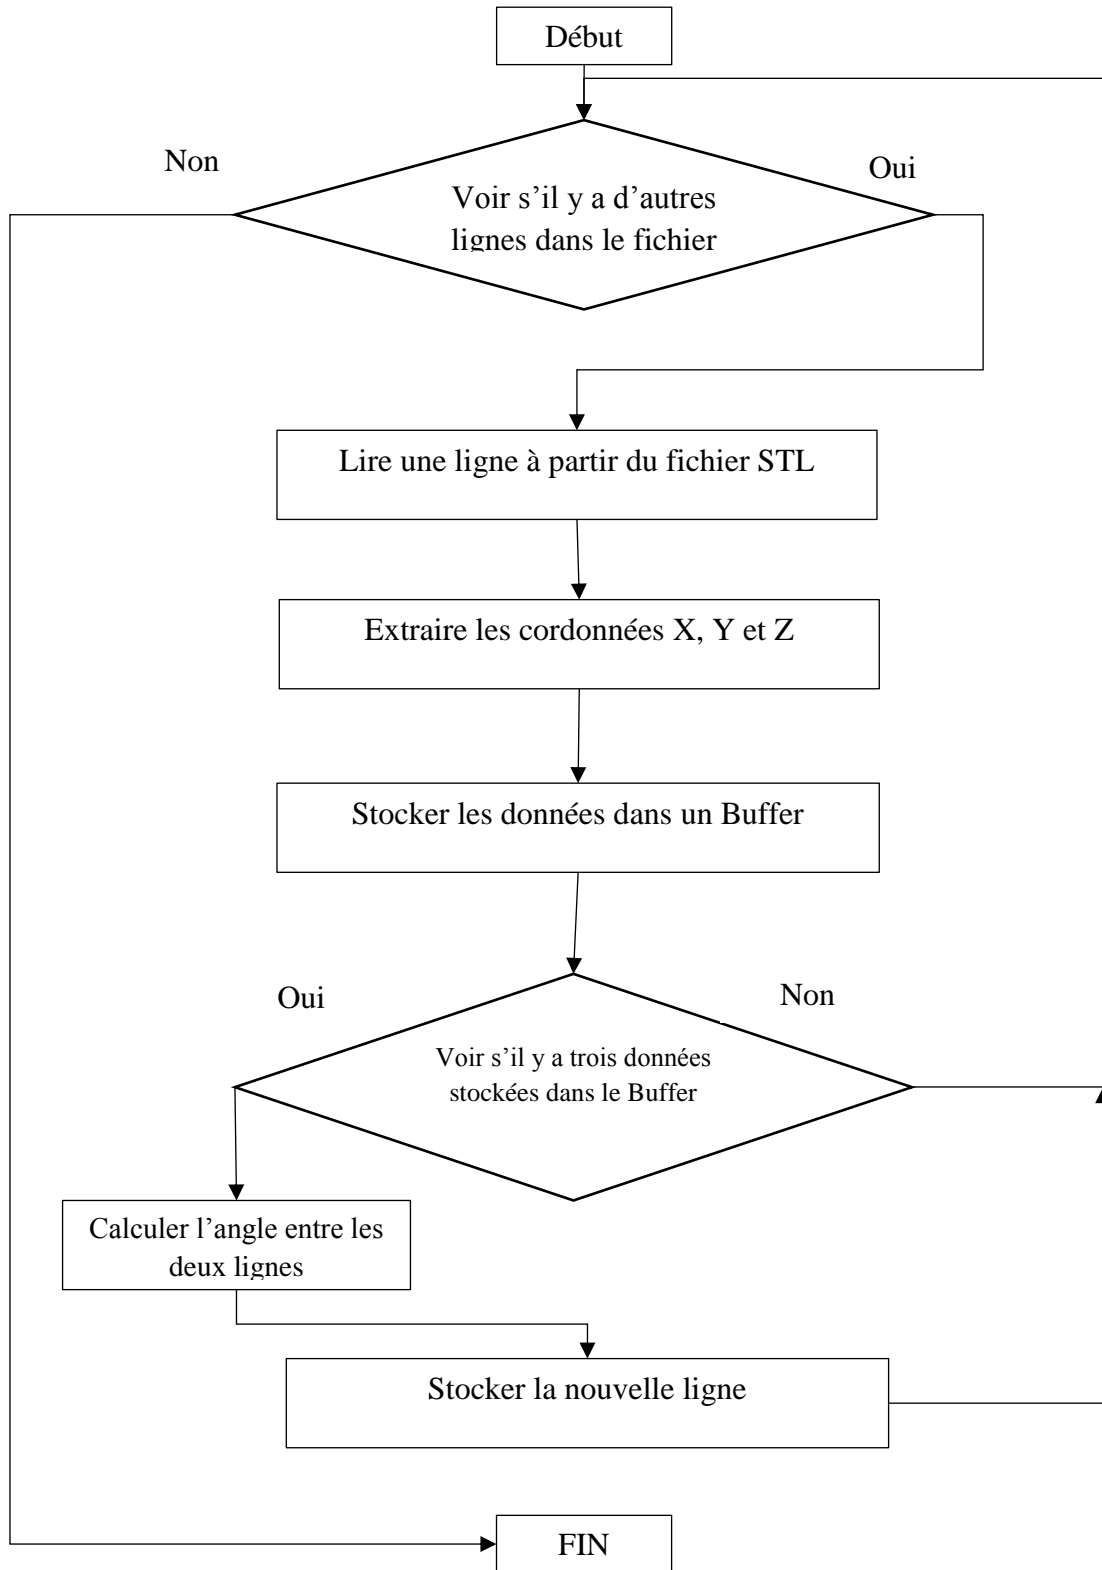 Début
Non
Oui
Voir s’il y a d’autres
lignes dans le fichier
Lire une ligne à partir du fichier STL
Extraire les cordonnées X, Y et Z
Stocker les données dans un Buffer
Oui
Non
Voir s’il y a trois données
stockées dans le Buffer
Calculer l’angle entre les
deux lignes
Stocker la nouvelle ligne
FIN